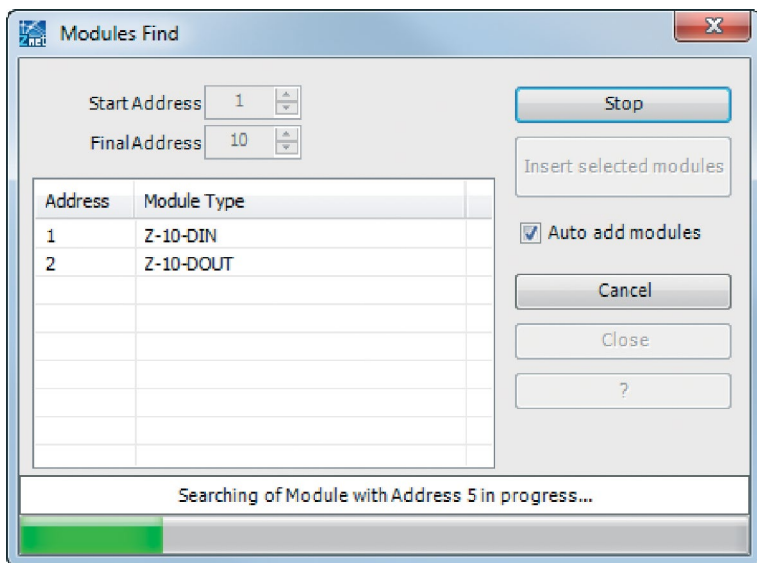 Z NET
Modules Find
Start Address 1
Final Address 10
Stop
Insert selected modules
Address Module Type
1 Z-10-DIN
2 Z-10-DOUT
Auto add modules
Cancel
Close
?
Searching of Module with Address 5 in progress...